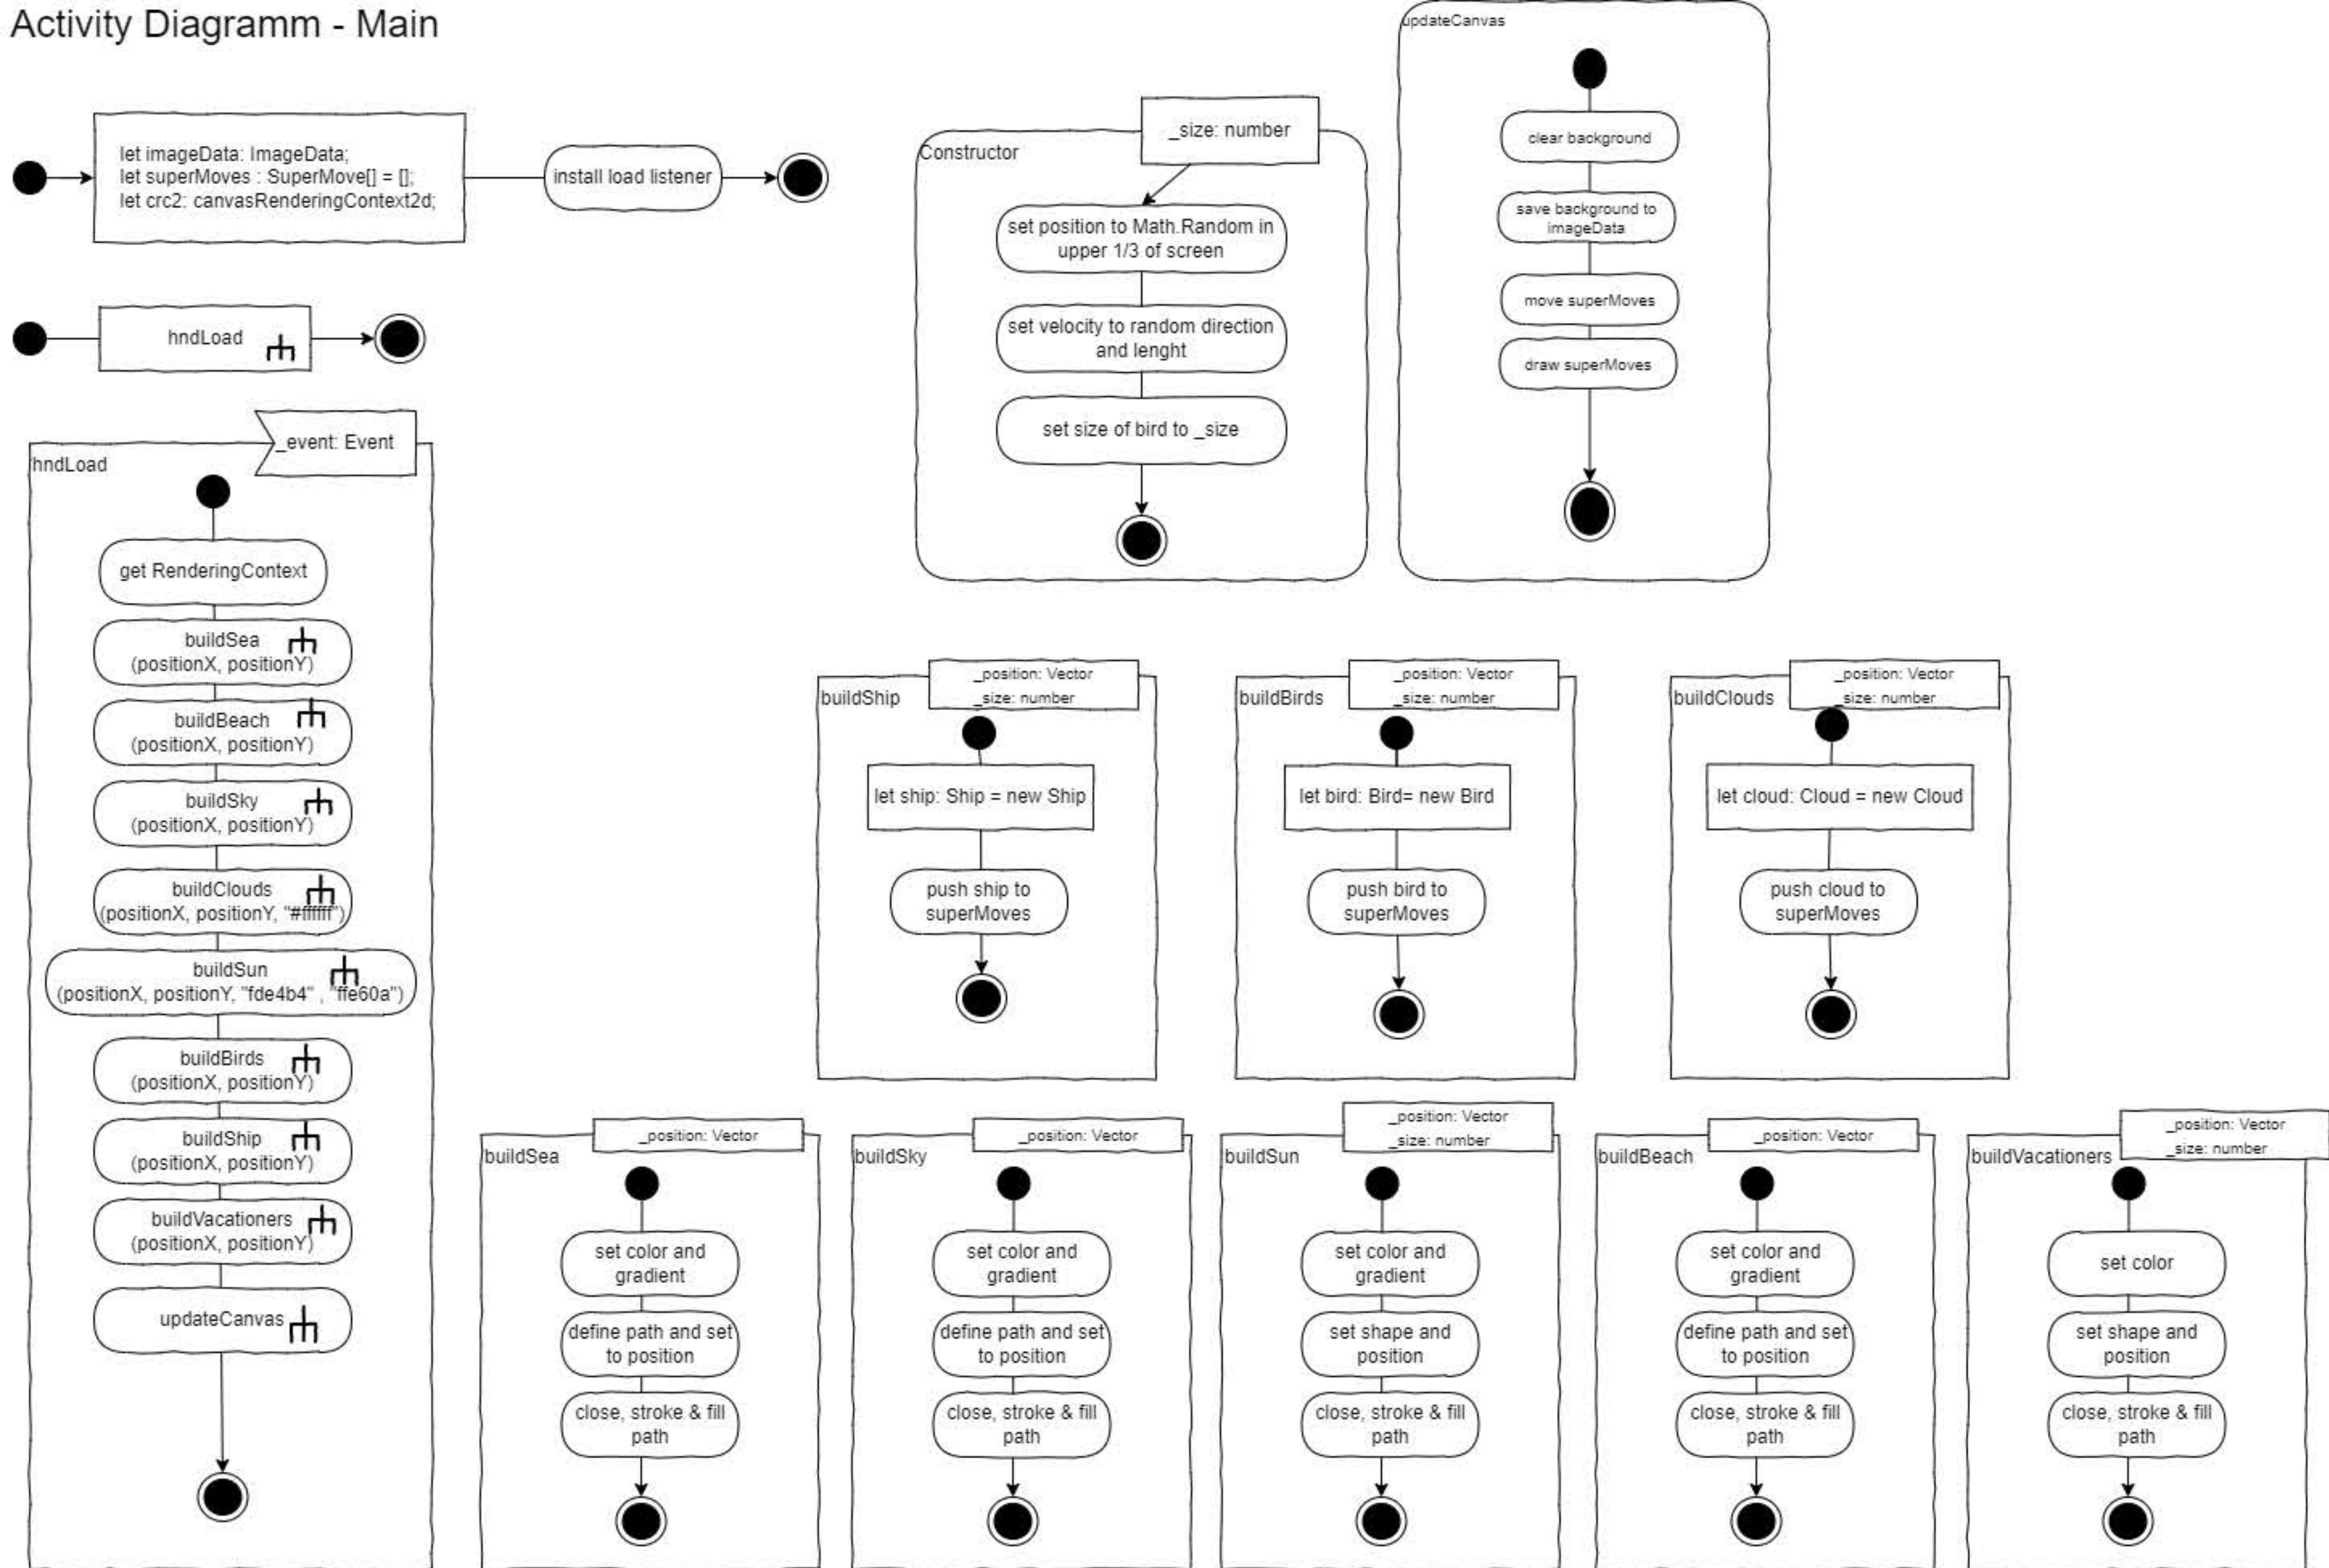 Activity Diagramm - Main
let imageData: ImageData;
let superMoves : SuperMove[] = [];
let crc2: canvasRenderingContext2d;
install load listener
hndLoad
_event: Event
hndLoad
get RenderingContext
buildSea
(positionX, positionY)
buildBeach
(positionX, positionY)
buildSky
(positionX, positionY)
buildClouds
(positionX, positionY, "#ffffff")
buildSun
(positionX, positionY, "fde4b4" , "ffe60a")
buildBirds
(positionX, positionY)
buildShip
(positionX, positionY)
buildVacationers
(positionX, positionY)
updateCanvas
_size: number
Constructor
set position to Math.Random in
upper 1/3 of screen
set velocity to random direction
and lenght
set size of bird to _size
updateCanvas
clear background
save background to
imageData
move superMoves
draw superMoves
_position: Vector
_size: number
buildShip
let ship: Ship = new Ship
push ship to
superMoves
_position: Vector
_size: number
buildBirds
let bird: Bird= new Bird
push bird to
superMoves
_position: Vector
_size: number
buildClouds
let cloud: Cloud = new Cloud
push cloud to
superMoves
_position: Vector
buildSea
set color and
gradient
define path and set
to position
close, stroke & fill
path
_position: Vector
buildSky
set color and
gradient
define path and set
to position
close, stroke & fill
path
_position: Vector
_size: number
buildSun
set color and
gradient
set shape and
position
close, stroke & fill
path
_position: Vector
buildBeach
set color and
gradient
define path and set
to position
close, stroke & fill
path
_position: Vector
_size: number
buildVacationers
set color
set shape and
position
close, stroke & fill
path